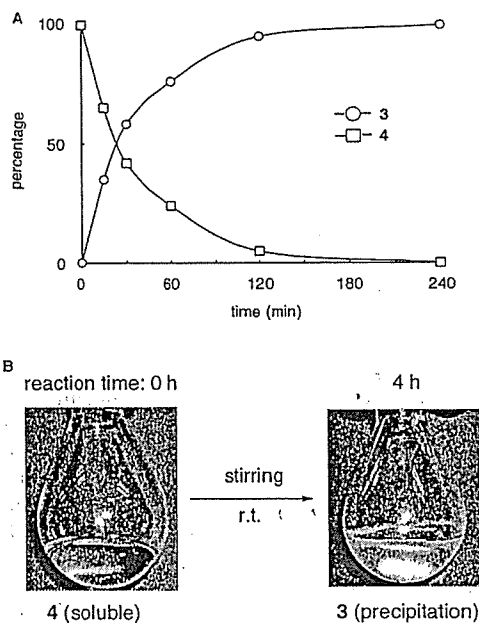 A
100
50
0
percentage
3
4
0 60 120 180 240
time (min)
B
reaction time: 0 h
4 h
stirring
r.t.
4 (soluble)
3 (precipitation)